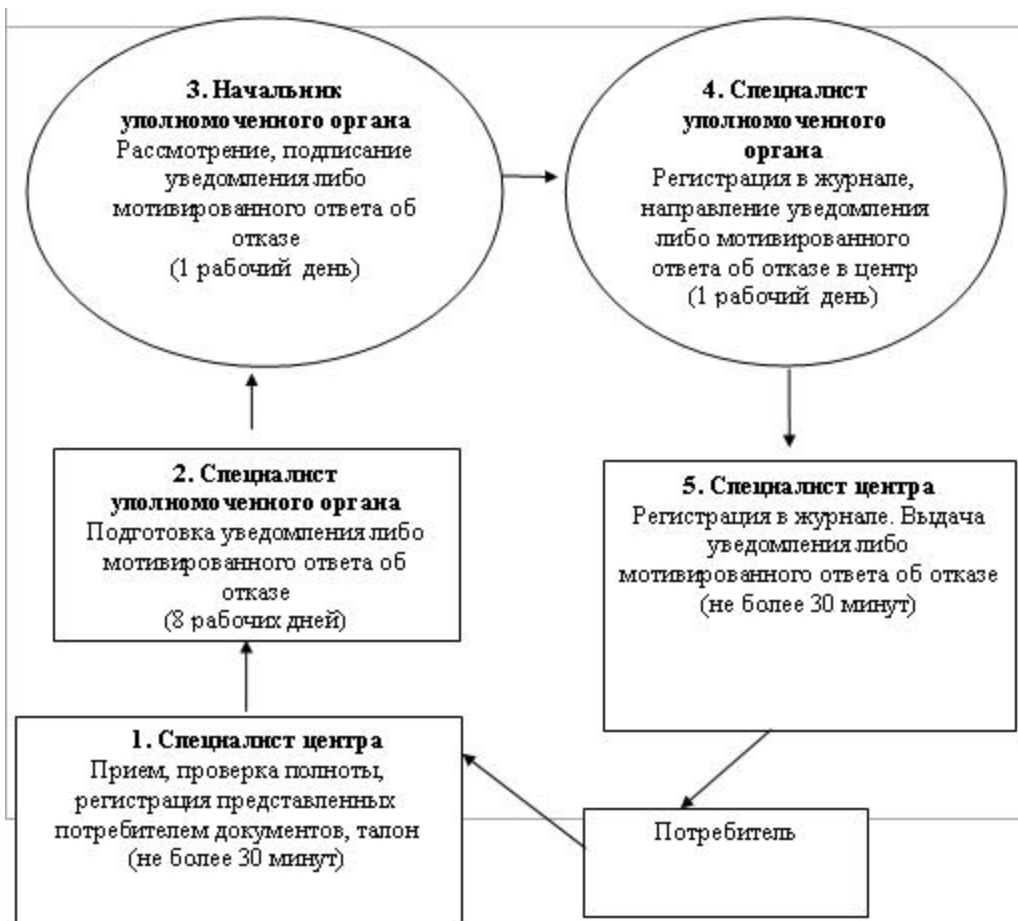 3. Начальник
уполномоченного органа
Рассмотрение, подписание
уведомления либо
мотивированного ответа об
отказе
(1 рабочий день)
4. Специалист
уполномоченного
органа
Регистрация в журнале,
направление уведомления
либо мотивированного
ответа об отказе в центр
(1 рабочий день)
2. Специалист
уполномоченного органа
Подготовка уведомления либо
мотивированного ответа об
отказе
(8 рабочих дней)
5. Специалист центра
Регистрация в журнале. Выдача
уведомления либо
мотивированного ответа об отказе
(не более 30 минут)
1. Специалист центра
Прием, проверка полноты,
регистрация представленных
потребителем документов, талон
(не более 30 минут)
Потребитель